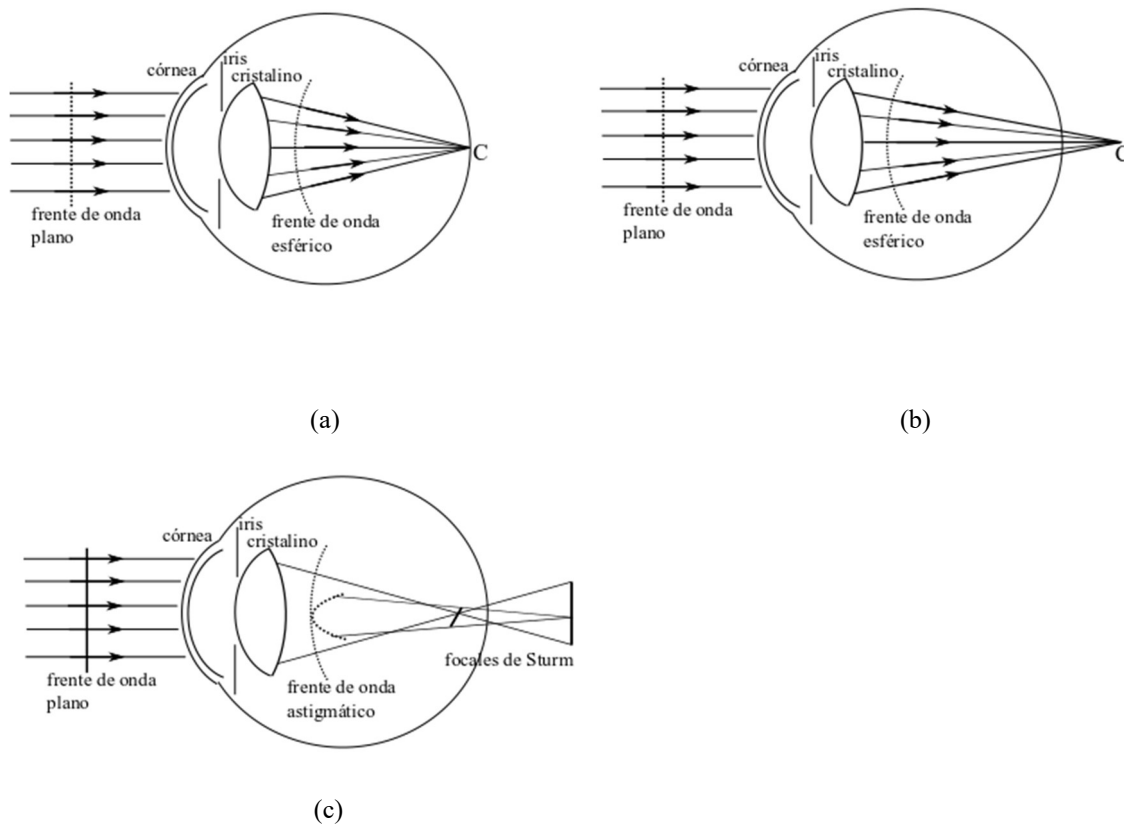 iris
córnea
cristalino
C
frente de onda
plano
frente de onda
esférico
(a)
iris
córnea
cristalino
C
frente de onda
plano
frente de onda
esférico
(b)
iris
córnea
cristalino
focales de Sturm
frente de onda
plano
frente de onda
astigmático
(c)